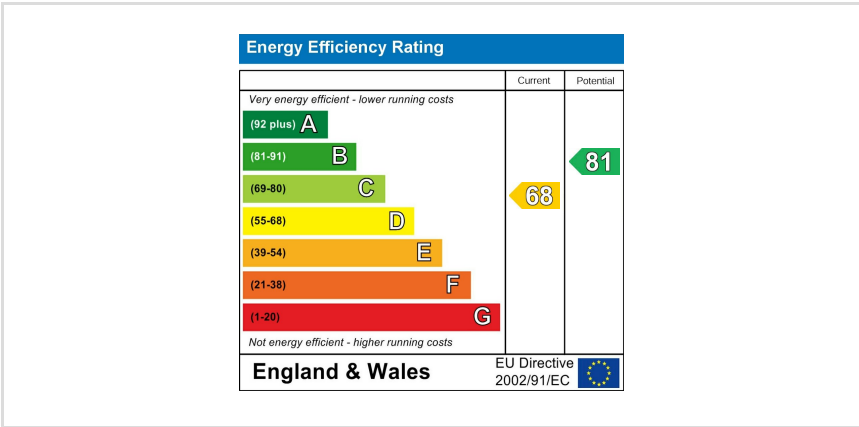 Energy Efficiency Rating
Current Potential
Very energy efficient - lower running costs
(92 plus) A
(81-91) B
81
(69-80) C
68
(55-68) D
(39-54) E
(21-38) F
(1-20) G
Not energy efficient - higher running costs
England & Wales
EU Directive
2002/91/EC